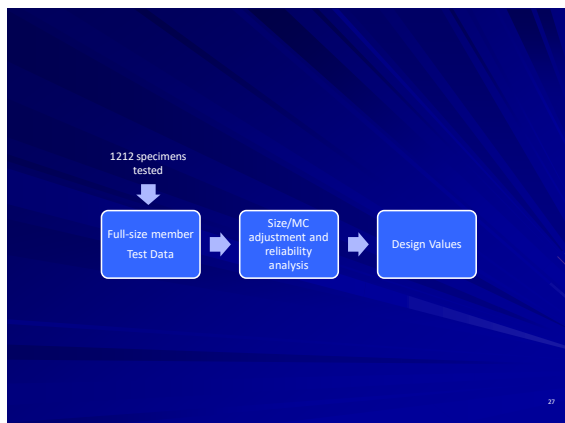 1212 specimens
tested
Full-size member
Test Data
Size/MC
adjustment and
reliability
analysis
Design Values
27